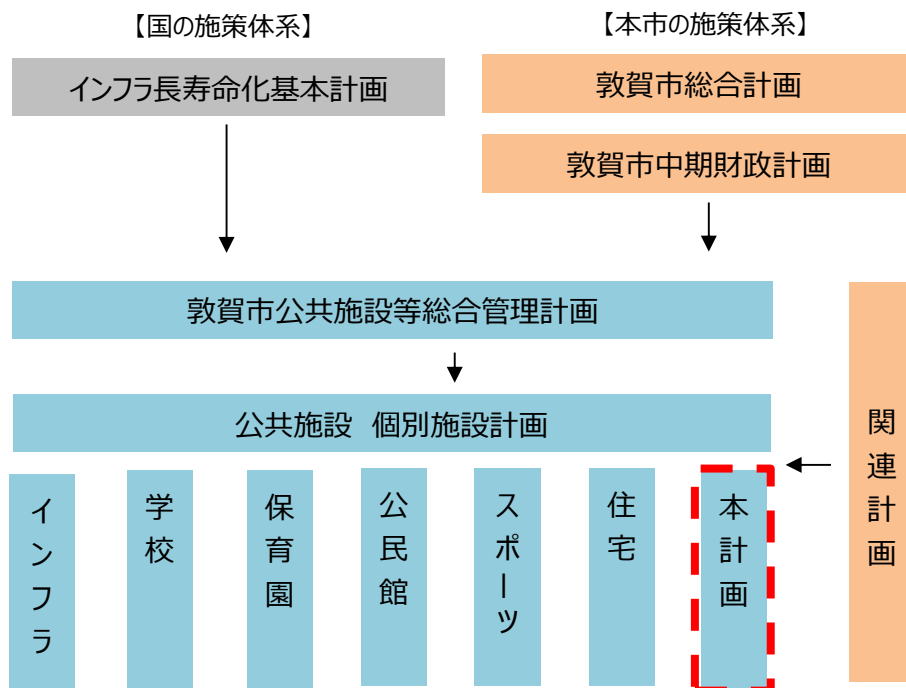 【国の施策体系】
【本市の施策体系】
インフラ長寿命化基本計画
敦賀市総合計画
敦賀市中期財政計画
敦賀市公共施設等総合管理計画
公共施設 個別施設計画
インフラ
学校
保育園
公民館
スポーツ
住宅
本計画
関連計画